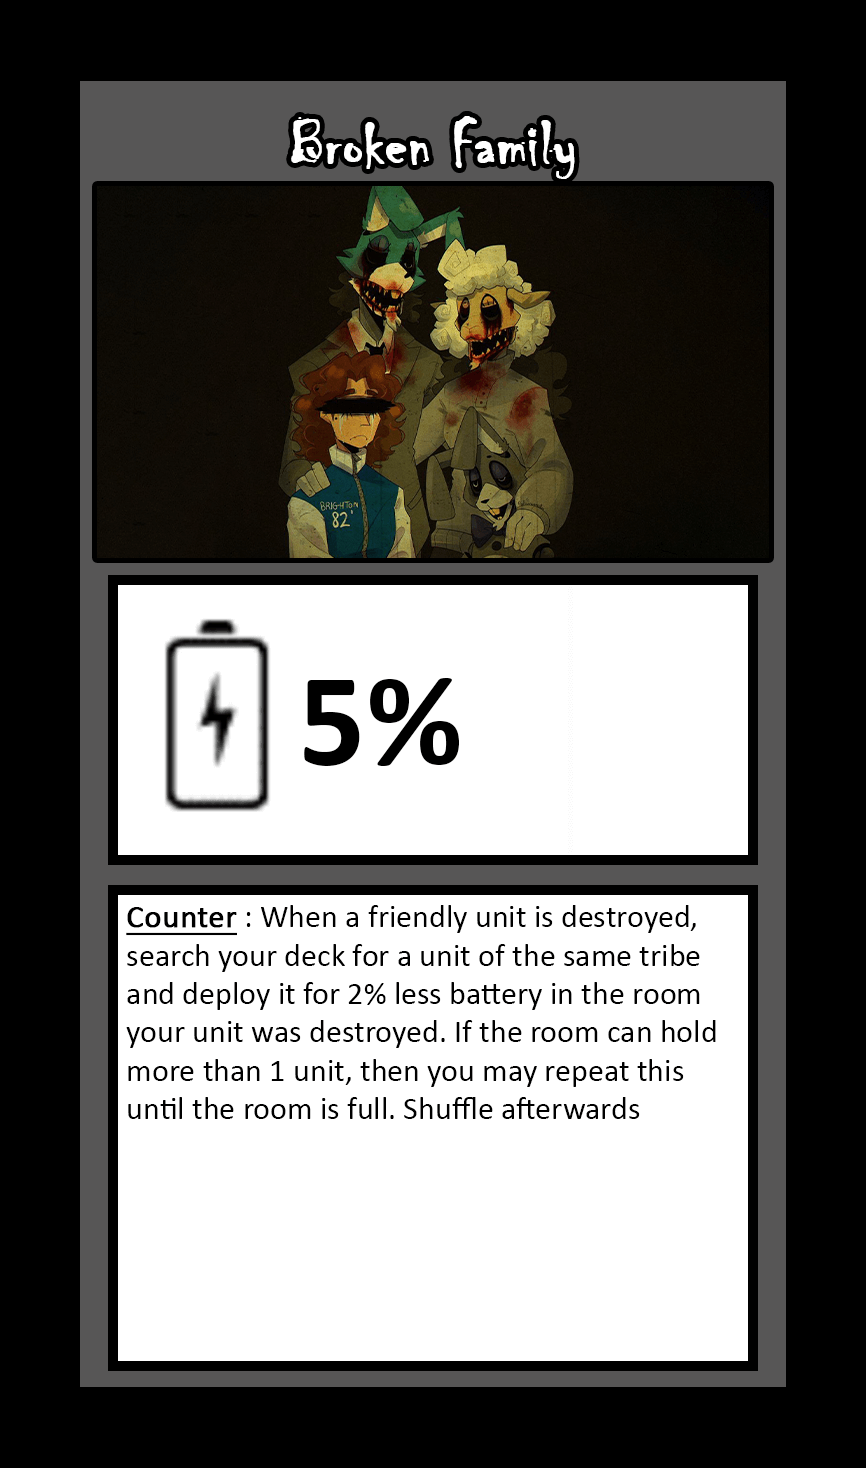 Broken Family
BRIGHTON
82'
5%
Counter : When a friendly unit is destroyed,
search your deck for a unit of the same tribe
and deploy it for 2% less battery in the room
your unit was destroyed. If the room can hold
more than 1 unit, then you may repeat this
until the room is full. Shuffle afterwards